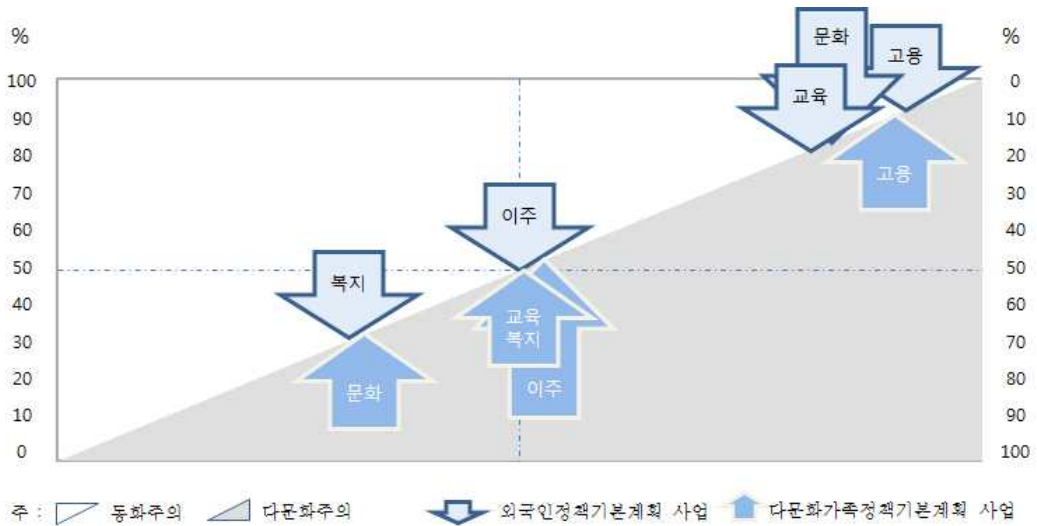 % %
문화
고용
100 0
교육
90 10
80 20
고용
70 30
이주
60 40
50 50
복지
40 60
교육
복지
30 70
20 80
문화 이주
10 90
0 100
주 : 동화주의 다문화주의 외국인정책기본계획 사업 다문화가족정책기본계획 사업